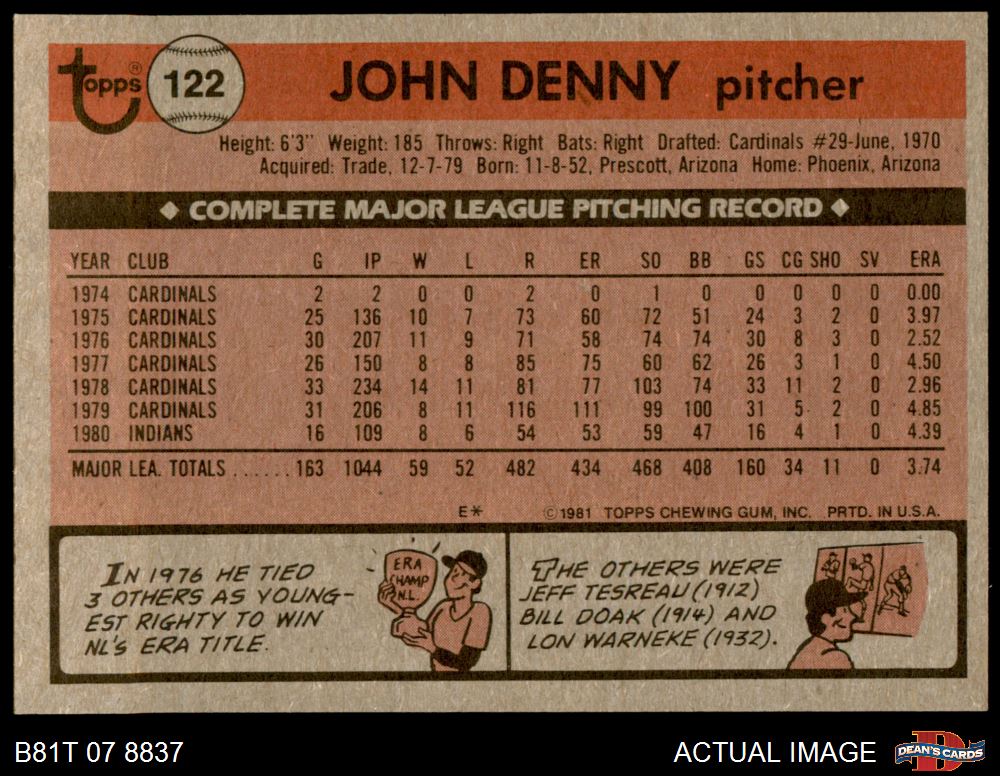 topps® 122 JOHN DENNY pitcher
Height: 6'3" Weight: 185 Throws: Right Bats: Right Drafted: Cardinals #29-June, 1970
Acquired: Trade, 12-7-79 Born: 11-8-52, Prescott, Arizona Home: Phoenix, Arizona
◆ COMPLETE MAJOR LEAGUE PITCHING RECORD ◆
YEAR CLUB G IP W L R ER SO BB GS CG SHO SV ERA
1974 CARDINALS 2 2 0 0 2 0 1 0 0 0 0 0 0.00
1975 CARDINALS 25 136 10 7 73 60 72 51 24 3 2 0 3.97
1976 CARDINALS 30 207 11 9 71 58 74 74 30 8 3 0 2.52
1977 CARDINALS 26 150 8 8 85 75 60 62 26 3 1 0 4.50
1978 CARDINALS 33 234 14 11 81 77 103 74 33 11 2 0 2.96
1979 CARDINALS 31 206 8 11 116 111 99 100 31 5 2 0 4.85
1980 INDIANS 16 109 8 6 54 53 59 47 16 4 1 0 4.39
MAJOR LEA. TOTALS ...... 163 1044 59 52 482 434 468 408 160 34 11 0 3.74
E* ©1981 TOPPS CHEWING GUM, INC. PRTD. IN U.S.A.
IN 1976 HE TIED
3 OTHERS AS YOUNG-
EST RIGHTY TO WIN
NL'S ERA TITLE.
ERA
CHAMP
N.L.
THE OTHERS WERE
JEFF TESREAU (1912)
BILL DOAK (1914) AND
LON WARNEKE (1932).
B81T 07 8837 ACTUAL IMAGE DEAN'S CARDS